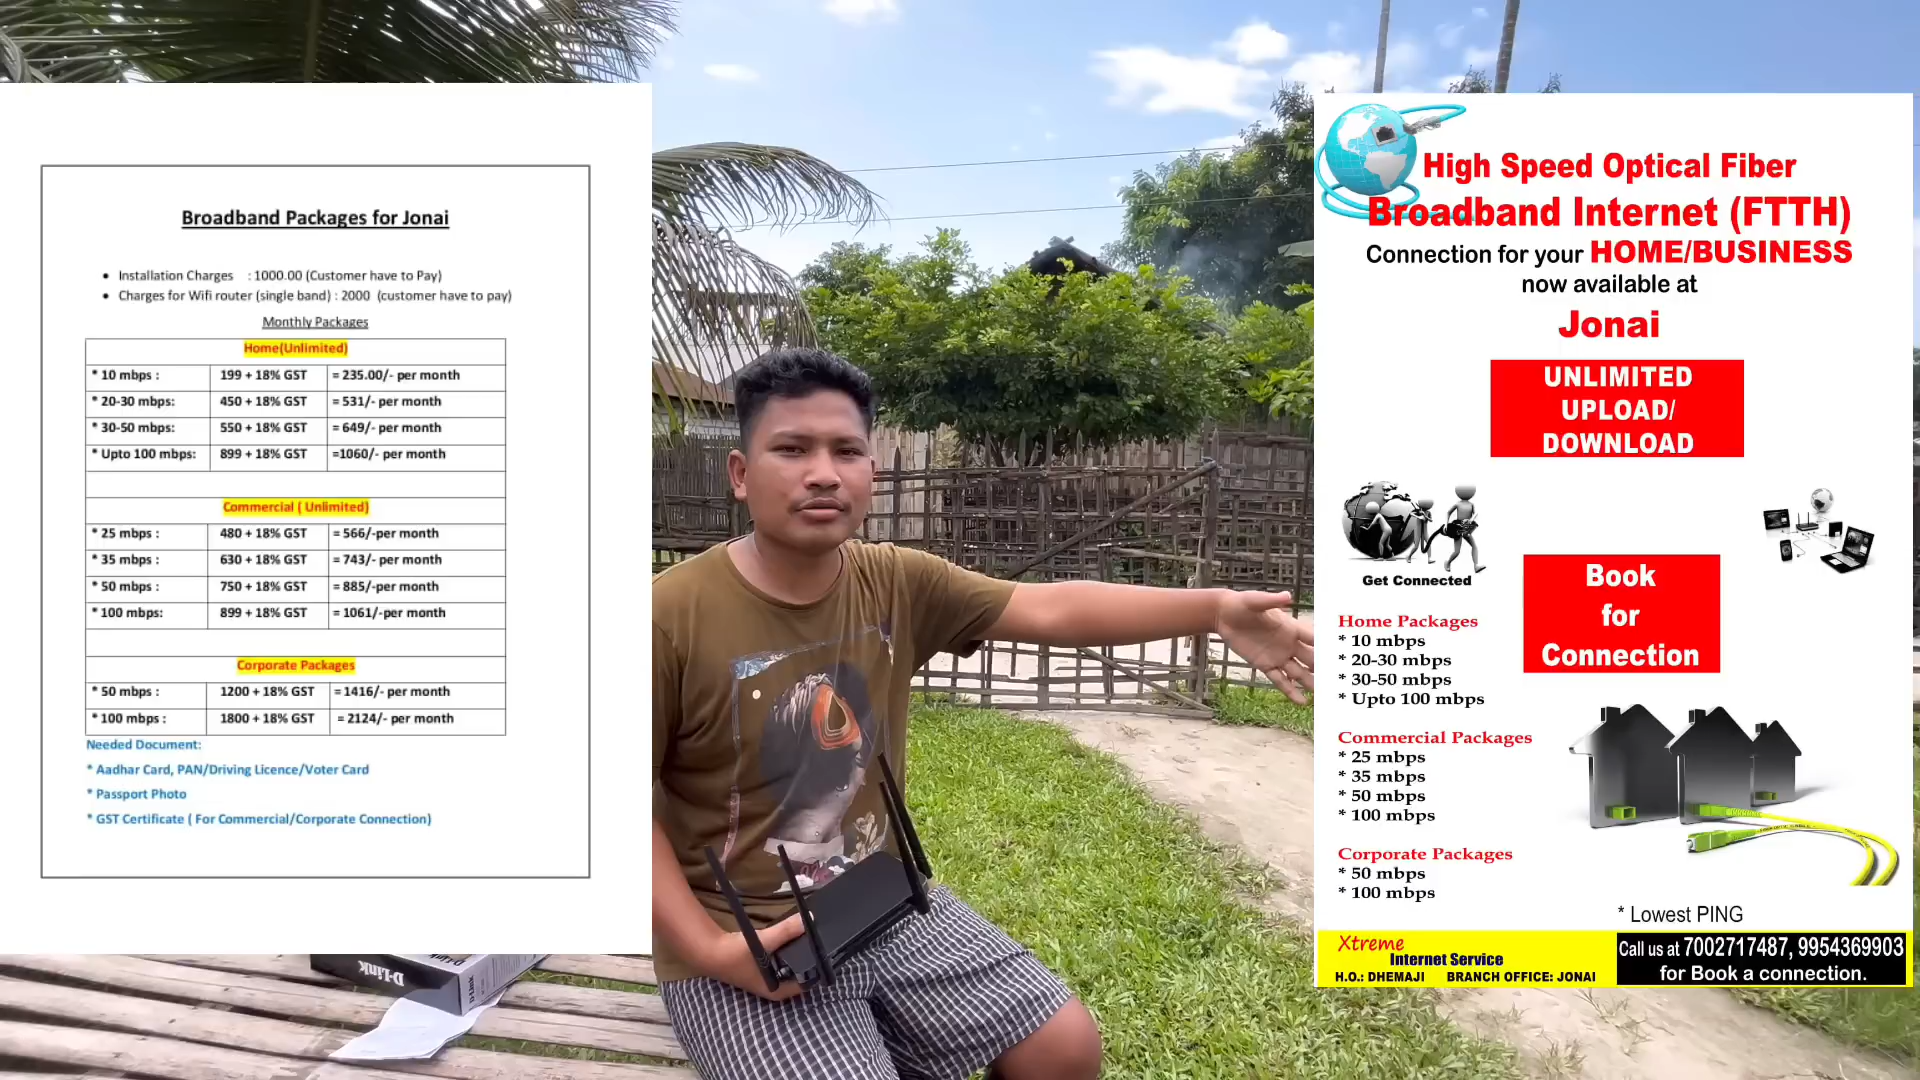 Broadband Packages for Jonai
• Installation Charges : 1000.00 (Customer have to Pay)
• Charges for Wifi router (single band) : 2000 (customer have to pay)
Monthly Packages
Home(Unlimited)
* 10 mbps : 199 + 18% GST = 235.00/- per month
* 20-30 mbps: 450 + 18% GST = 531/- per month
* 30-50 mbps: 550 + 18% GST = 649/- per month
* Upto 100 mbps: 899 + 18% GST =1060/- per month
Commercial ( Unlimited)
* 25 mbps : 480 + 18% GST = 566/-per month
* 35 mbps : 630 + 18% GST = 743/- per month
* 50 mbps : 750 + 18% GST = 885/- per month
* 100 mbps: 899 + 18% GST = 1061/-per month
Corporate Packages
* 50 mbps : 1200 + 18% GST = 1416/- per month
* 100 mbps : 1800 + 18% GST = 2124/- per month
Needed Document:
* Aadhar Card, PAN/Driving Licence/Voter Card
* Passport Photo
* GST Certificate ( For Commercial/Corporate Connection)
D-Link
D-Link
High Speed Optical Fiber
Broadband Internet (FTTH)
Connection for your HOME/BUSINESS
now available at
Jonai
UNLIMITED
UPLOAD/
DOWNLOAD
Get Connected
Book
for
Connection
Home Packages
* 10 mbps
* 20-30 mbps
* 30-50 mbps
* Upto 100 mbps
Commercial Packages
* 25 mbps
* 35 mbps
* 50 mbps
* 100 mbps
Corporate Packages
* 50 mbps
* 100 mbps
* Lowest PING
Xtreme
Internet Service
H.O.: DHEMAJI BRANCH OFFICE: JONAI
Call us at 7002717487, 9954369903
for Book a connection.